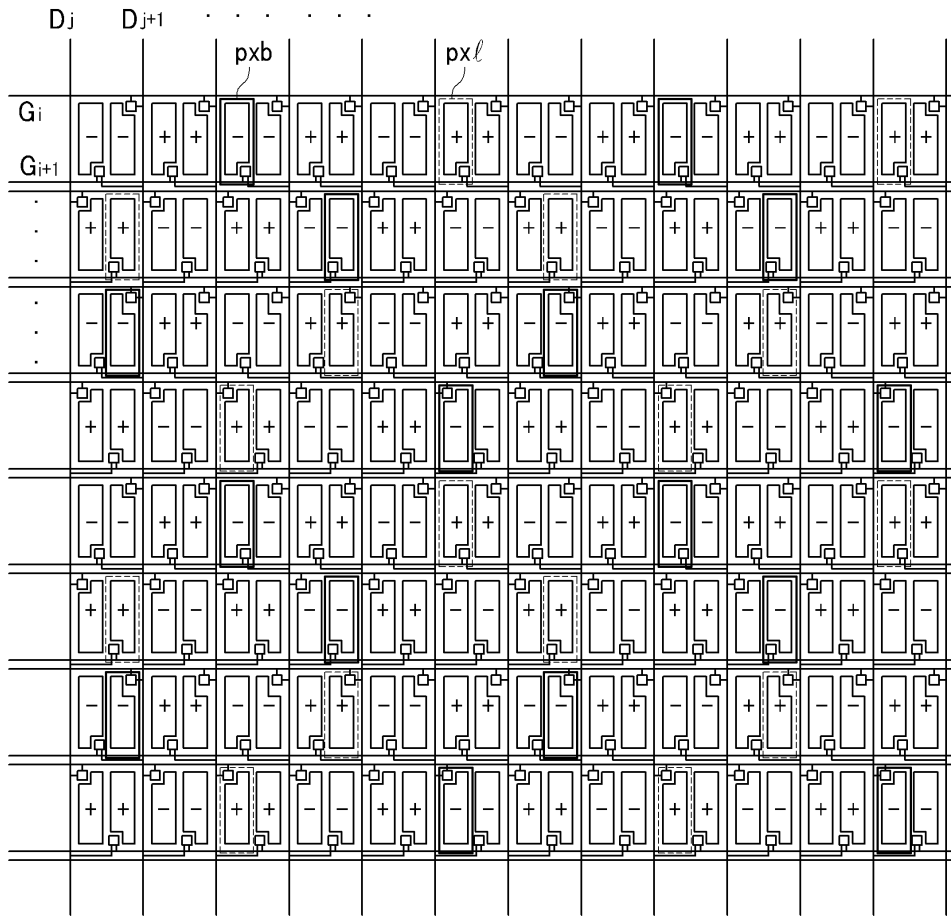 Dj Dj+1 · · · · · ·
pxb pxℓ
Gi − − + + − − + + − − + + − − + + − − + + − − + +
Gi+1
+ + − − + + − − + + − − + + − − + + − − + + − −
− − + + − − + + − − + + − − + + − − + + − − + +
+ + − − + + − − + + − − + + − − + + − − + + − −
− − + + − − + + − − + + − − + + − − + + − − + +
+ + − − + + − − + + − − + + − − + + − − + + − −
− − + + − − + + − − + + − − + + − − + + − − + +
+ + − − + + − − + + − − + + − − + + − − + + − −